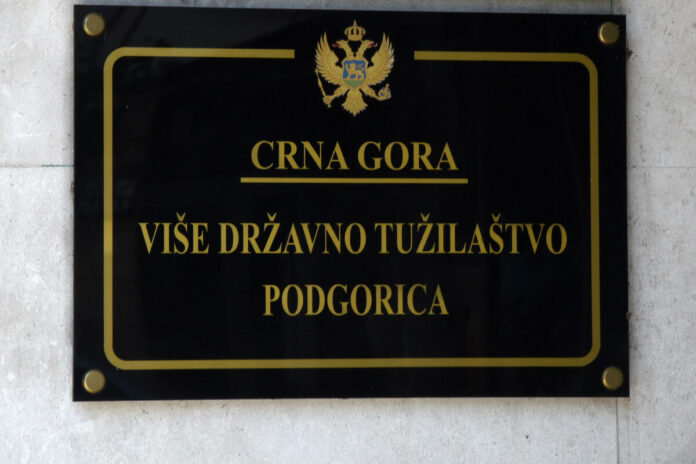 CRNA GORA
VIŠE DRŽAVNO TUŽILAŠTVO
PODGORICA